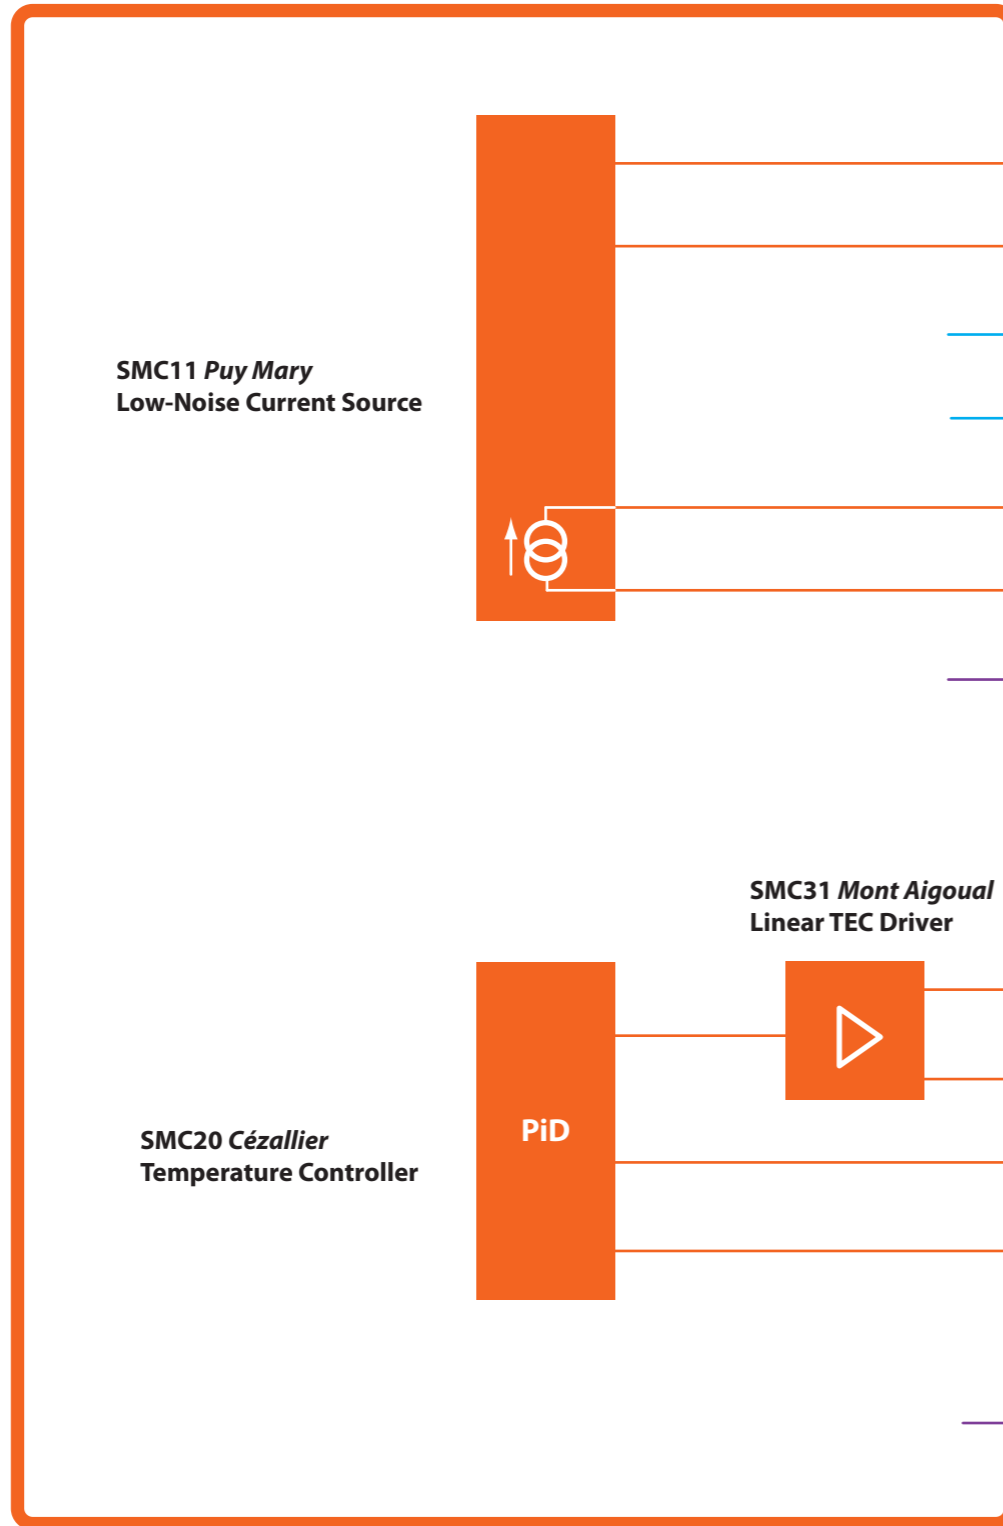 SMC11 Puy Mary
Low-Noise Current Source
SMC31 Mont Aigoual
Linear TEC Driver
PiD
SMC20 Cézallier
Temperature Controller